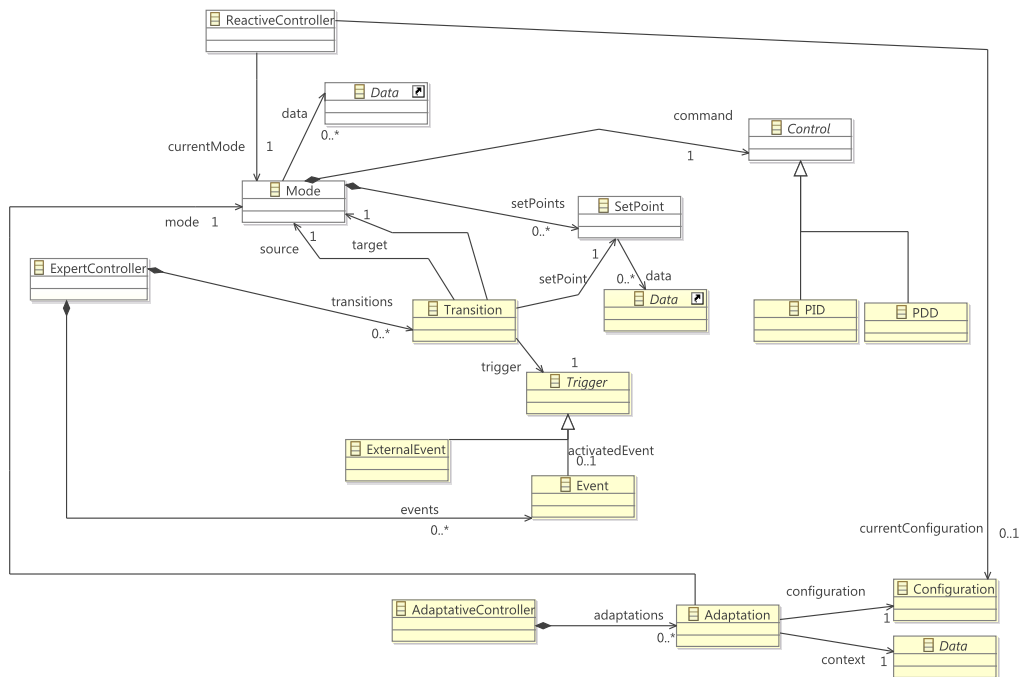 ReactiveController
Data
data
0..*
command
Control
currentMode
1
1
Mode
SetPoint
setPoints
0..*
mode
1
source
1
target
1
ExpertController
setPoint
1
0..*
data
Data
transitions
0..*
Transition
PID
PDD
trigger
1
Trigger
ExternalEvent
activatedEvent
0..1
Event
events
0..*
currentConfiguration
0..1
configuration
Configuration
1
AdaptativeController
adaptations
0..*
Adaptation
Data
context
1